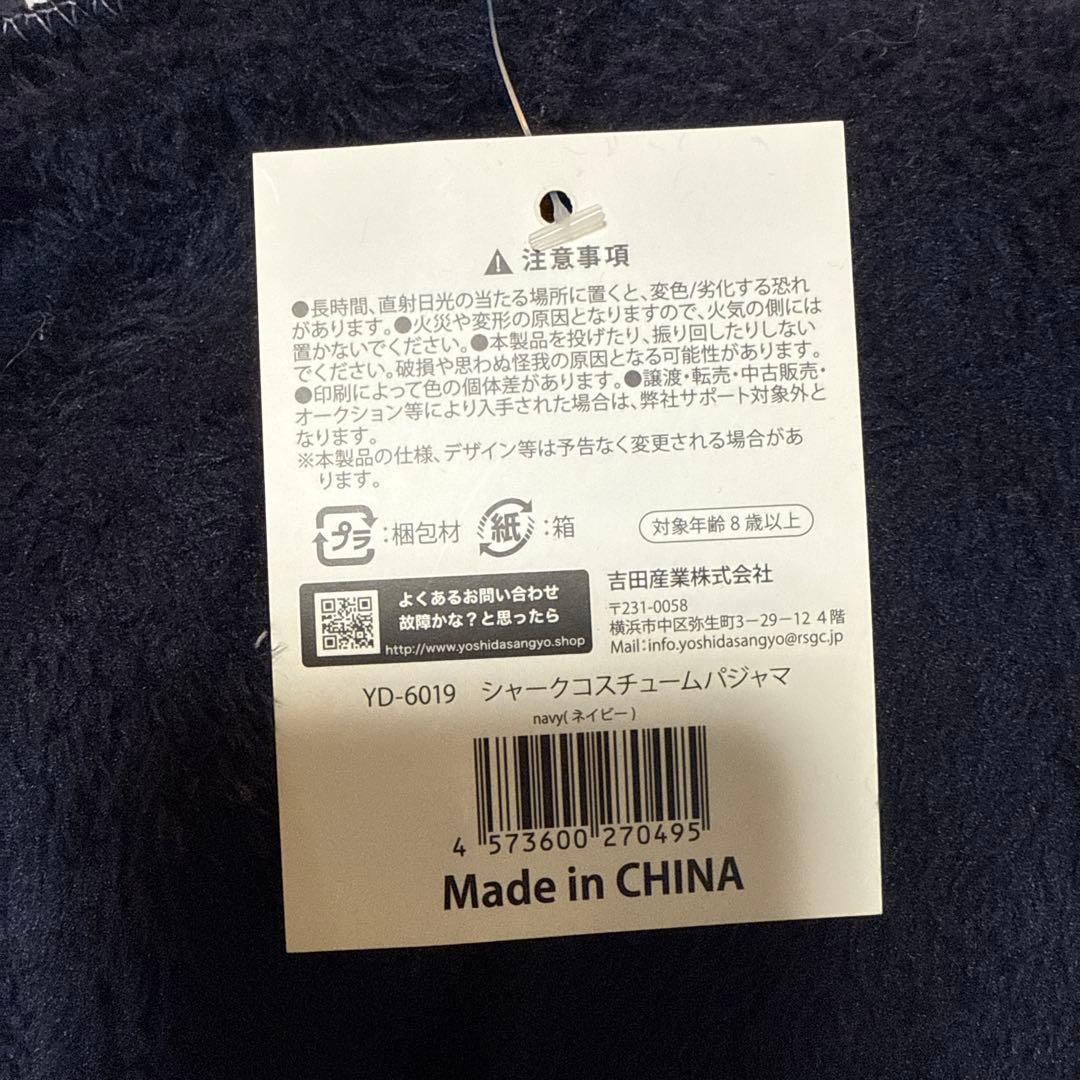 注意事項
●長時間、直射日光の当たる場所に置くと、変色/劣化する恐れ
があります。●火災や変形の原因となりますので、火気の側には
置かないでください。●本製品を投げたり、振り回したりしない
でください。破損や思わぬ怪我の原因となる可能性があります。
●印刷によって色の個体差があります。●譲渡・転売・中古販売・
オークション等により入手された場合は、弊社サポート対象外と
なります。
※本製品の仕様、デザイン等は予告なく変更される場合があ
ります。
プラ:梱包材 紙:箱 対象年齢8歳以上
よくあるお問い合わせ
故障かな?と思ったら
http://www.yoshidasangyo.shop
吉田産業株式会社
〒231-0058
横浜市中区弥生町3-29-12 4階
Mail:info.yoshidasangyo@rsgc.jp
YD-6019 シャークコスチュームパジャマ
navy(ネイビー)
4 573600 270495
Made in CHINA